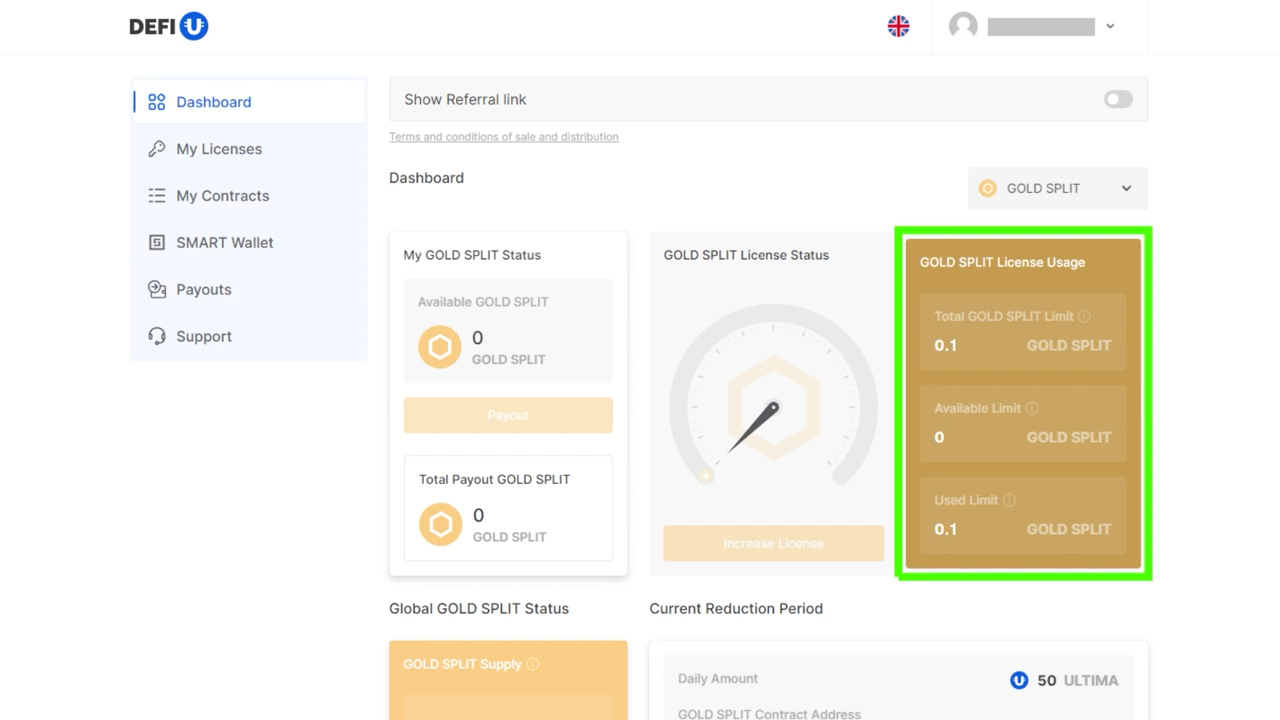 DEFI
Show Referral link
Terms and conditions of sale and distribution
Dashboard
My Licenses
My Contracts
SMART Wallet
Payouts
Support
Dashboard
GOLD SPLIT
My GOLD SPLIT Status
Available GOLD SPLIT
0
GOLD SPLIT
Payout
Total Payout GOLD SPLIT
0
GOLD SPLIT
GOLD SPLIT License Status
Increase License
GOLD SPLIT License Usage
Total GOLD SPLIT Limit
0.1 GOLD SPLIT
Available Limit
0 GOLD SPLIT
Used Limit
0.1 GOLD SPLIT
Global GOLD SPLIT Status
GOLD SPLIT Supply
Current Reduction Period
Daily Amount 50 ULTIMA
GOLD SPLIT Contract Address